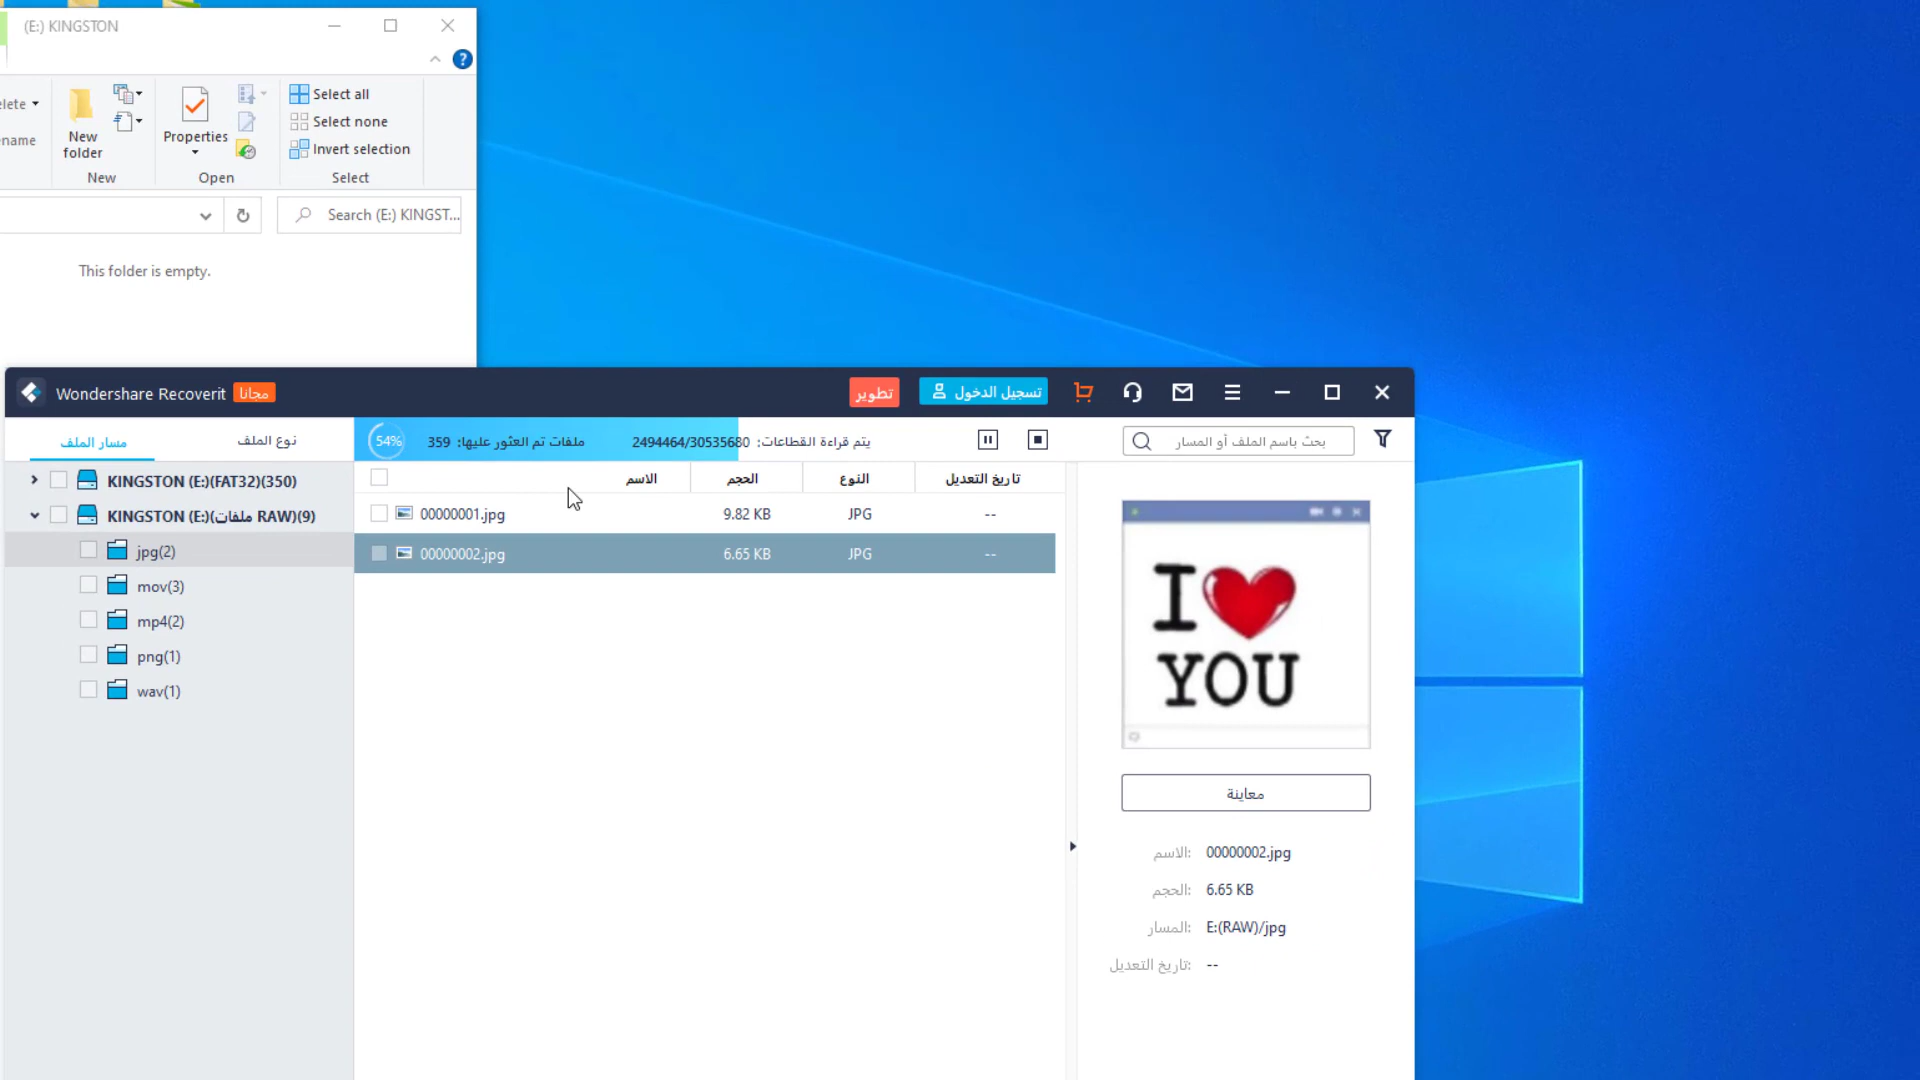 (E:) KINGSTON
elete
name
New folder
Properties
Select all
Select none
Invert selection
New
Open
Select
Search (E:) KINGST...
This folder is empty.
Wondershare Recoverit مجانا
تطوير
تسجيل الدخول
مسار الملف
نوع الملف
54%
ملفات تم العثور عليها: 359
يتم قراءة القطاعات: 2494464/30535680
بحث باسم الملف أو المسار
KINGSTON (E:)(FAT32)(350)
KINGSTON (E:)(ملفات RAW)(9)
jpg(2)
mov(3)
mp4(2)
png(1)
wav(1)
الاسم
الحجم
النوع
تاريخ التعديل
00000001.jpg 9.82 KB JPG --
00000002.jpg 6.65 KB JPG --
I
YOU
معاينة
الاسم: 00000002.jpg
الحجم: 6.65 KB
المسار: E:(RAW)/jpg
تاريخ التعديل: --